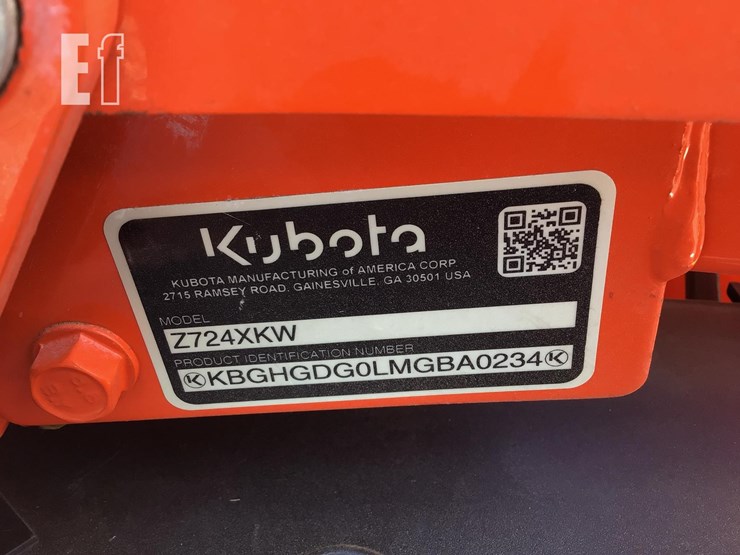 Ef
Kubota
KUBOTA MANUFACTURING of AMERICA CORP
2715 RAMSEY ROAD. GAINESVILLE. GA 30501 USA
MODEL
Z724XKW
PRODUCT IDENTIFICATION NUMBER
KBGHGDG0LMGBA0234